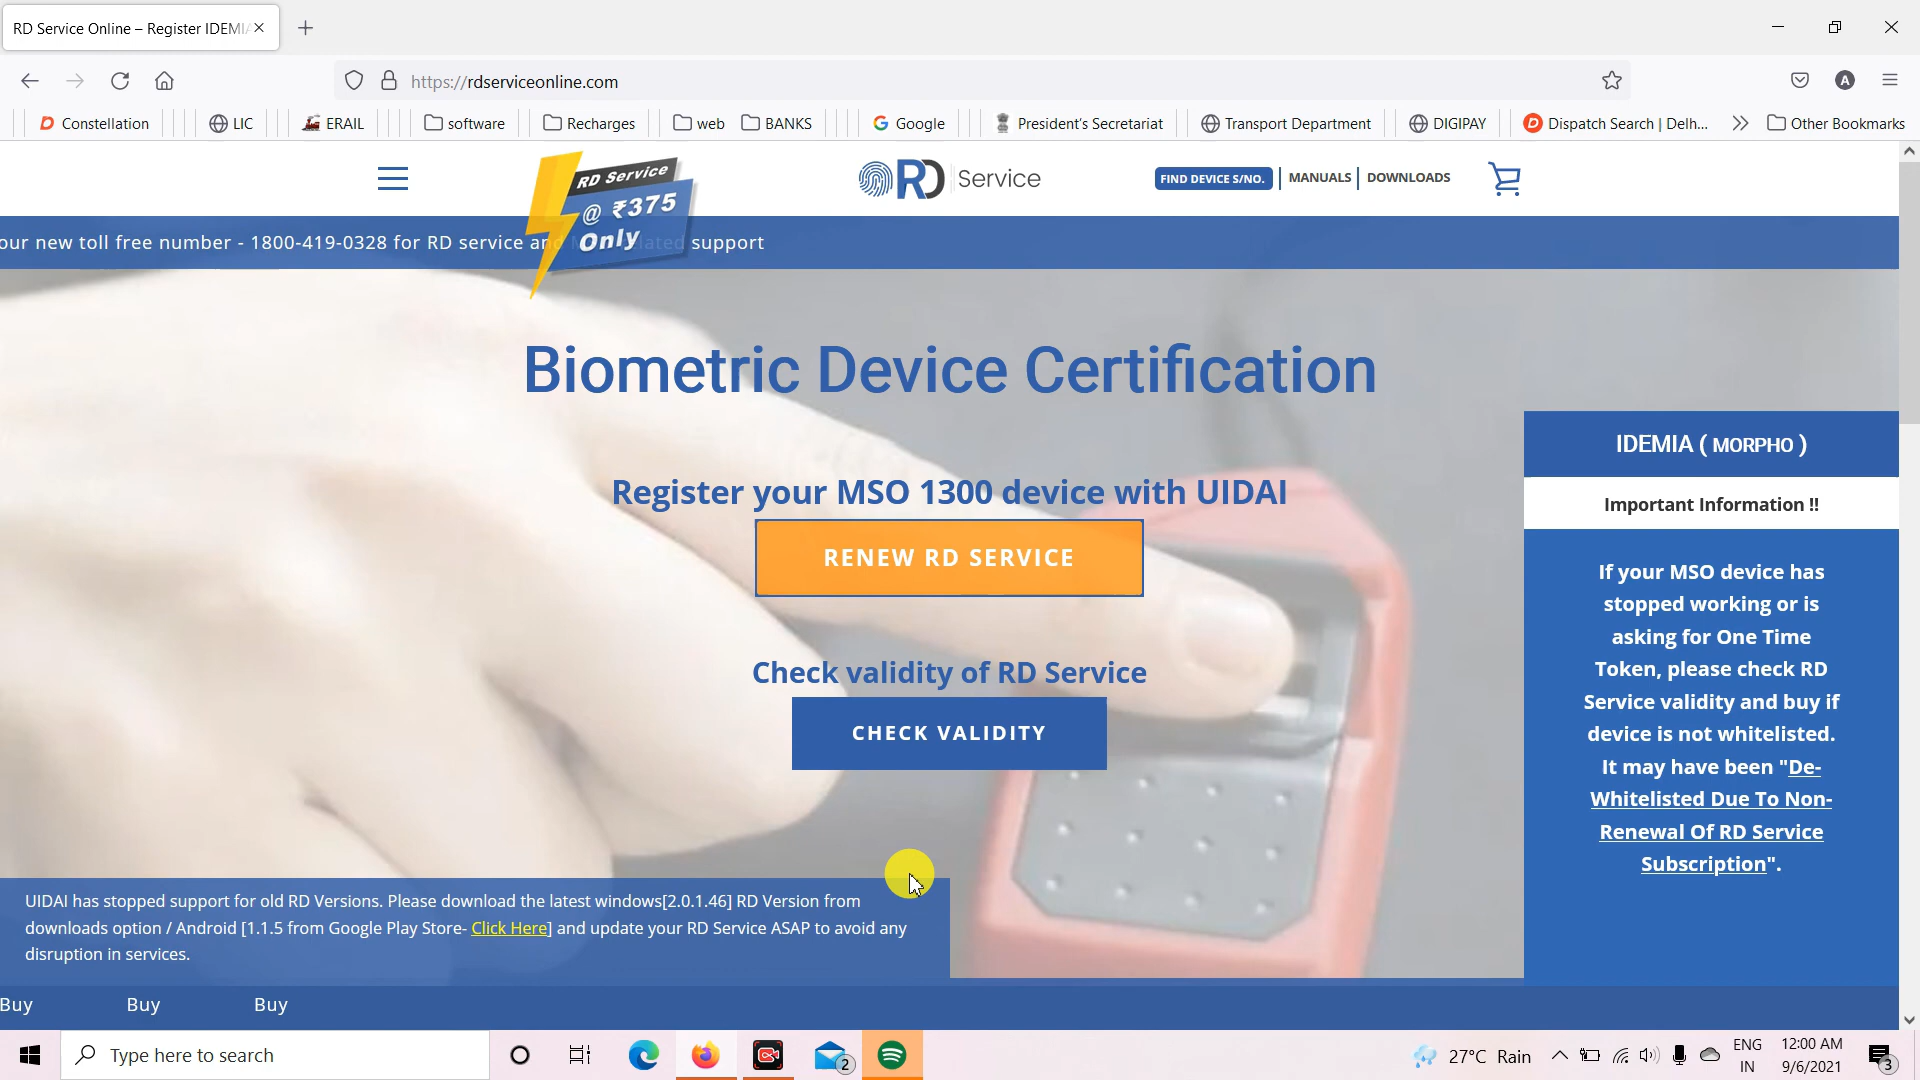 RD Service Online – Register IDEMIA
https://rdserviceonline.com
Constellation
LIC
ERAIL
software
Recharges
web
BANKS
Google
President's Secretariat
Transport Department
DIGIPAY
Dispatch Search | Delh...
Other Bookmarks
RD Service
@ ₹375
Only
RD Service
FIND DEVICE S/NO.
MANUALS
DOWNLOADS
our new toll free number - 1800-419-0328 for RD service and support
Biometric Device Certification
Register your MSO 1300 device with UIDAI
RENEW RD SERVICE
Check validity of RD Service
CHECK VALIDITY
IDEMIA ( MORPHO )
Important Information !!
If your MSO device has
stopped working or is
asking for One Time
Token, please check RD
Service validity and buy if
device is not whitelisted.
It may have been "De-
Whitelisted Due To Non-
Renewal Of RD Service
Subscription".
UIDAI has stopped support for old RD Versions. Please download the latest windows[2.0.1.46] RD Version from
downloads option / Android [1.1.5 from Google Play Store- Click Here] and update your RD Service ASAP to avoid any
disruption in services.
Buy Buy Buy
Type here to search
2
27°C Rain
ENG
IN
12:00 AM
9/6/2021
3
A